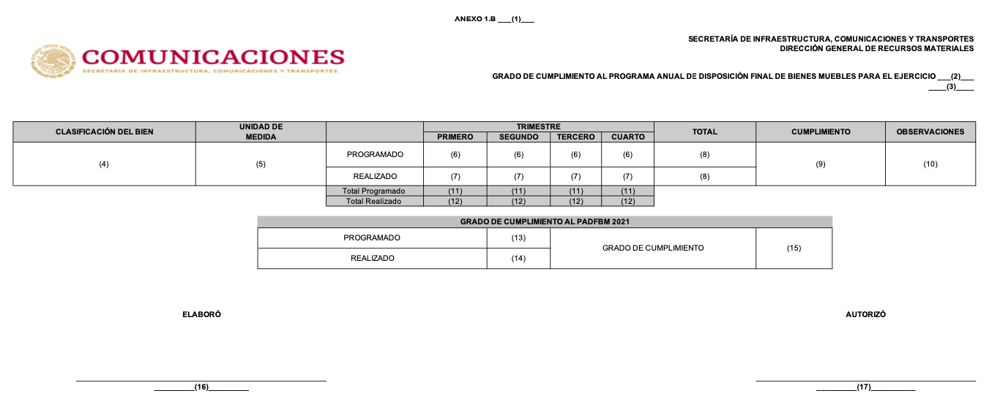 ANEXO 1.B ___(1)___
COMUNICACIONES
SECRETARÍA DE INFRAESTRUCTURA, COMUNICACIONES Y TRANSPORTES
SECRETARÍA DE INFRAESTRUCTURA, COMUNICACIONES Y TRANSPORTES
DIRECCIÓN GENERAL DE RECURSOS MATERIALES
GRADO DE CUMPLIMIENTO AL PROGRAMA ANUAL DE DISPOSICIÓN FINAL DE BIENES MUEBLES PARA EL EJERCICIO ___(2)___
____(3)____
CLASIFICACIÓN DEL BIEN
UNIDAD DE
MEDIDA
TRIMESTRE
PRIMERO SEGUNDO TERCERO CUARTO
TOTAL
CUMPLIMIENTO
OBSERVACIONES
(4)
(5)
PROGRAMADO (6) (6) (6) (6) (8)
(9)
(10)
REALIZADO (7) (7) (7) (7) (8)
Total Programado (11) (11) (11) (11)
Total Realizado (12) (12) (12) (12)
GRADO DE CUMPLIMIENTO AL PADFBM 2021
PROGRAMADO (13)
GRADO DE CUMPLIMIENTO (15)
REALIZADO (14)
ELABORÓ
AUTORIZÓ
_________(16)_________
_________(17)_________